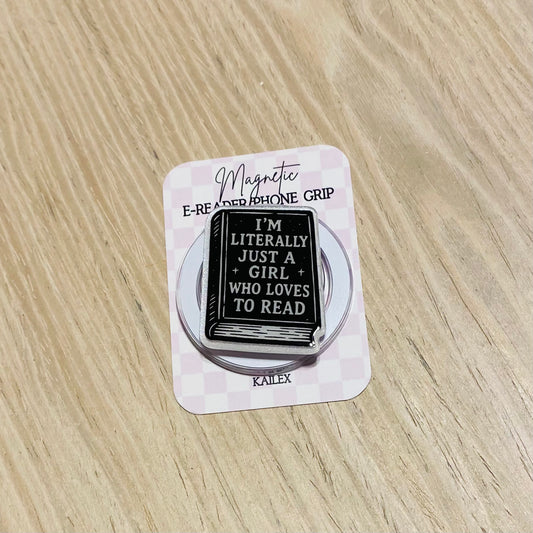 Magnetic
E-READER/PHONE GRIP
I'M
LITERALLY
JUST A
GIRL
WHO LOVES
TO READ
KAILEX